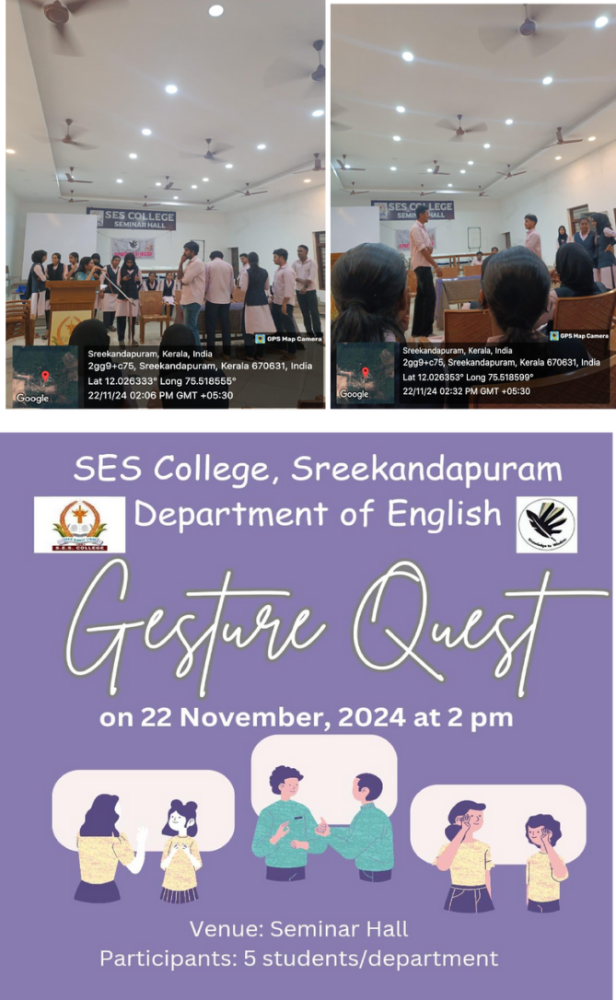 SES COLLEGE
SEMINAR HALL
GPS Map Camera
Google
Sreekandapuram, Kerala, India
2gg9+c75, Sreekandapuram, Kerala 670631, India
Lat 12.026333° Long 75.518555°
22/11/24 02:06 PM GMT +05:30
SES COLLEGE
SEMINAR HALL
GPS Map Camera
Google
Sreekandapuram, Kerala, India
2gg9+c75, Sreekandapuram, Kerala 670631, India
Lat 12.026353° Long 75.518599°
22/11/24 02:32 PM GMT +05:30
SES College, Sreekandapuram
Department of English
S.E.S. COLLEGE
Knowledge to Wisdom
Gesture Quest
on 22 November, 2024 at 2 pm
Venue: Seminar Hall
Participants: 5 students/department